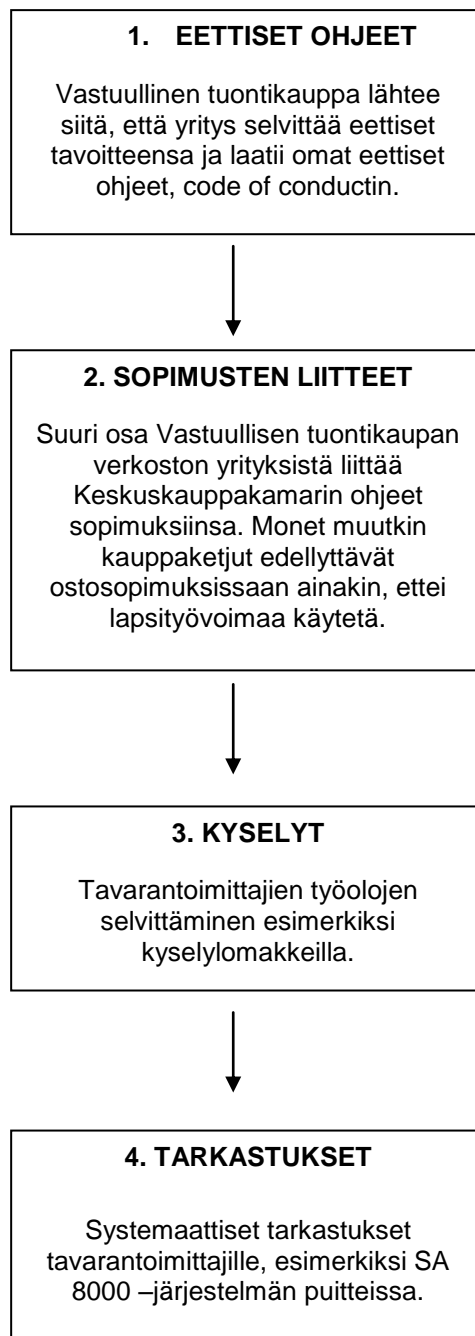 1. EETTISET OHJEET
Vastuullinen tuontikauppa lähtee
siitä, että yritys selvittää eettiset
tavoitteensa ja laatii omat eettiset
ohjeet, code of conductin.
2. SOPIMUSTEN LIITTEET
Suuri osa Vastuullisen tuontikaupan
verkoston yrityksistä liittää
Keskuskauppakamarin ohjeet
sopimuksiinsa. Monet muutkin
kauppaketjut edellyttävät
ostosopimuksissaan ainakin, ettei
lapsityövoimaa käytetä.
3. KYSELYT
Tavarantoimittajien työolojen
selvittäminen esimerkiksi
kyselylomakkeilla.
4. TARKASTUKSET
Systemaattiset tarkastukset
tavarantoimittajille, esimerkiksi SA
8000 –järjestelmän puitteissa.